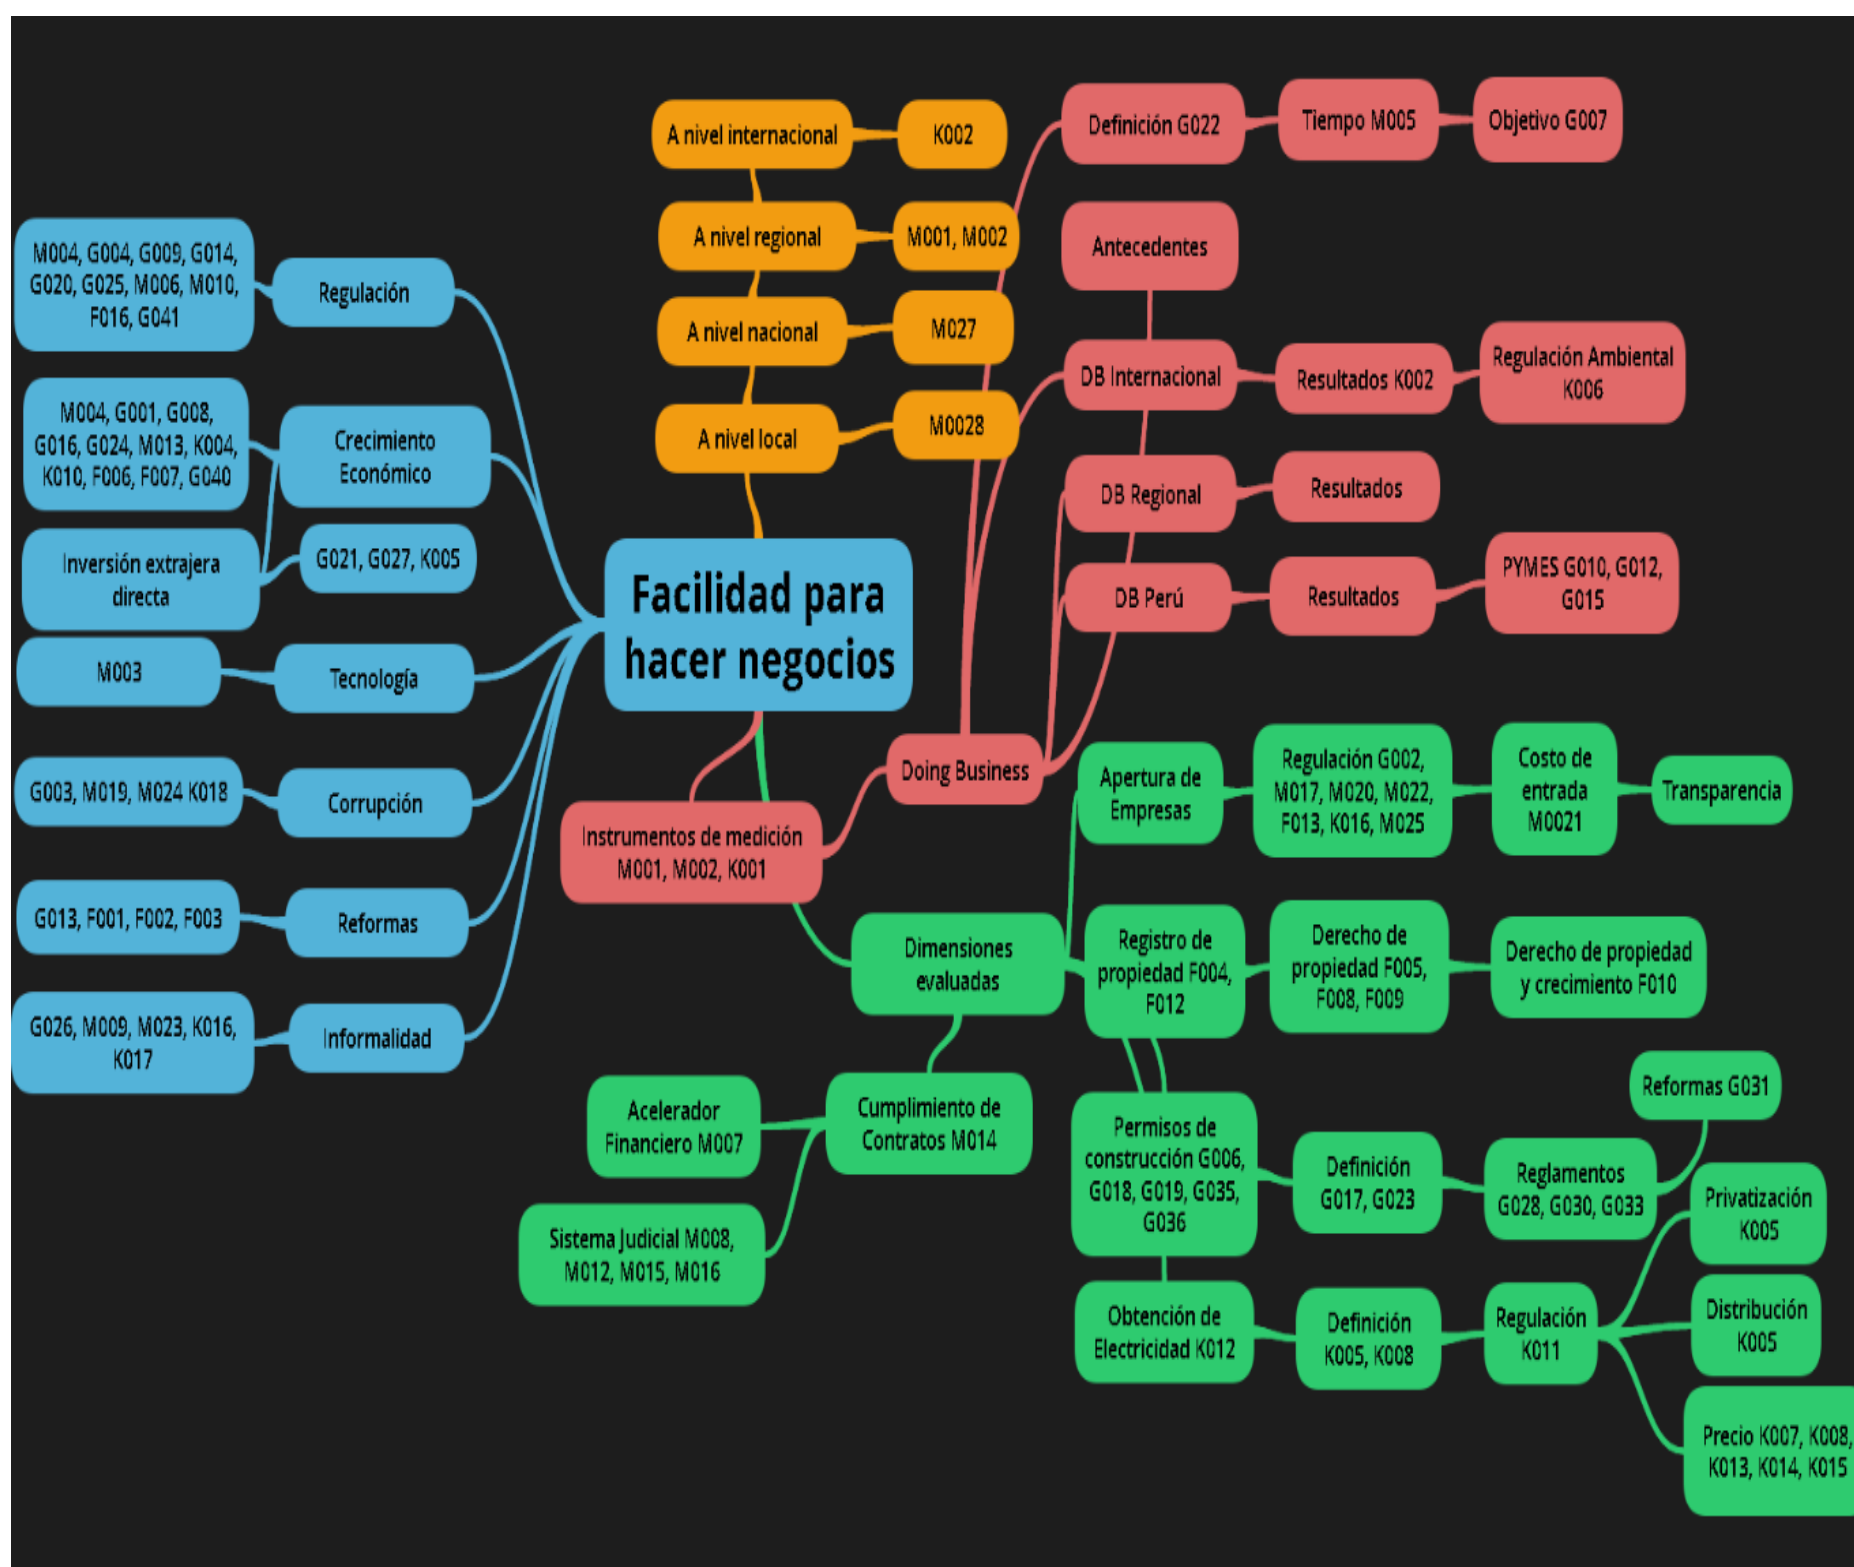 A nivel internacional
K002
A nivel regional
M001, M002
A nivel nacional
M027
A nivel local
M0028
Facilidad para
hacer negocios
M004, G004, G009, G014,
G020, G025, M006, M010,
F016, G041
Regulación
M004, G001, G008,
G016, G024, M013, K004,
K010, F006, F007, G040
Crecimiento
Económico
Inversión extrajera
directa
G021, G027, K005
M003
Tecnología
G003, M019, M024 K018
Corrupción
G013, F001, F002, F003
Reformas
G026, M009, M023, K016,
K017
Informalidad
Instrumentos de medición
M001, M002, K001
Doing Business
Definición G022
Tiempo M005
Objetivo G007
Antecedentes
DB Internacional
Resultados K002
Regulación Ambiental
K006
DB Regional
Resultados
DB Perú
Resultados
PYMES G010, G012,
G015
Dimensiones
evaluadas
Apertura de
Empresas
Regulación G002,
M017, M020, M022,
F013, K016, M025
Costo de
entrada
M0021
Transparencia
Registro de
propiedad F004,
F012
Derecho de
propiedad F005,
F008, F009
Derecho de propiedad
y crecimiento F010
Permisos de
construcción G006,
G018, G019, G035,
G036
Definición
G017, G023
Reglamentos
G028, G030, G033
Reformas G031
Obtención de
Electricidad K012
Definición
K005, K008
Regulación
K011
Privatización
K005
Distribución
K005
Precio K007, K008,
K013, K014, K015
Cumplimiento de
Contratos M014
Acelerador
Financiero M007
Sistema Judicial M008,
M012, M015, M016